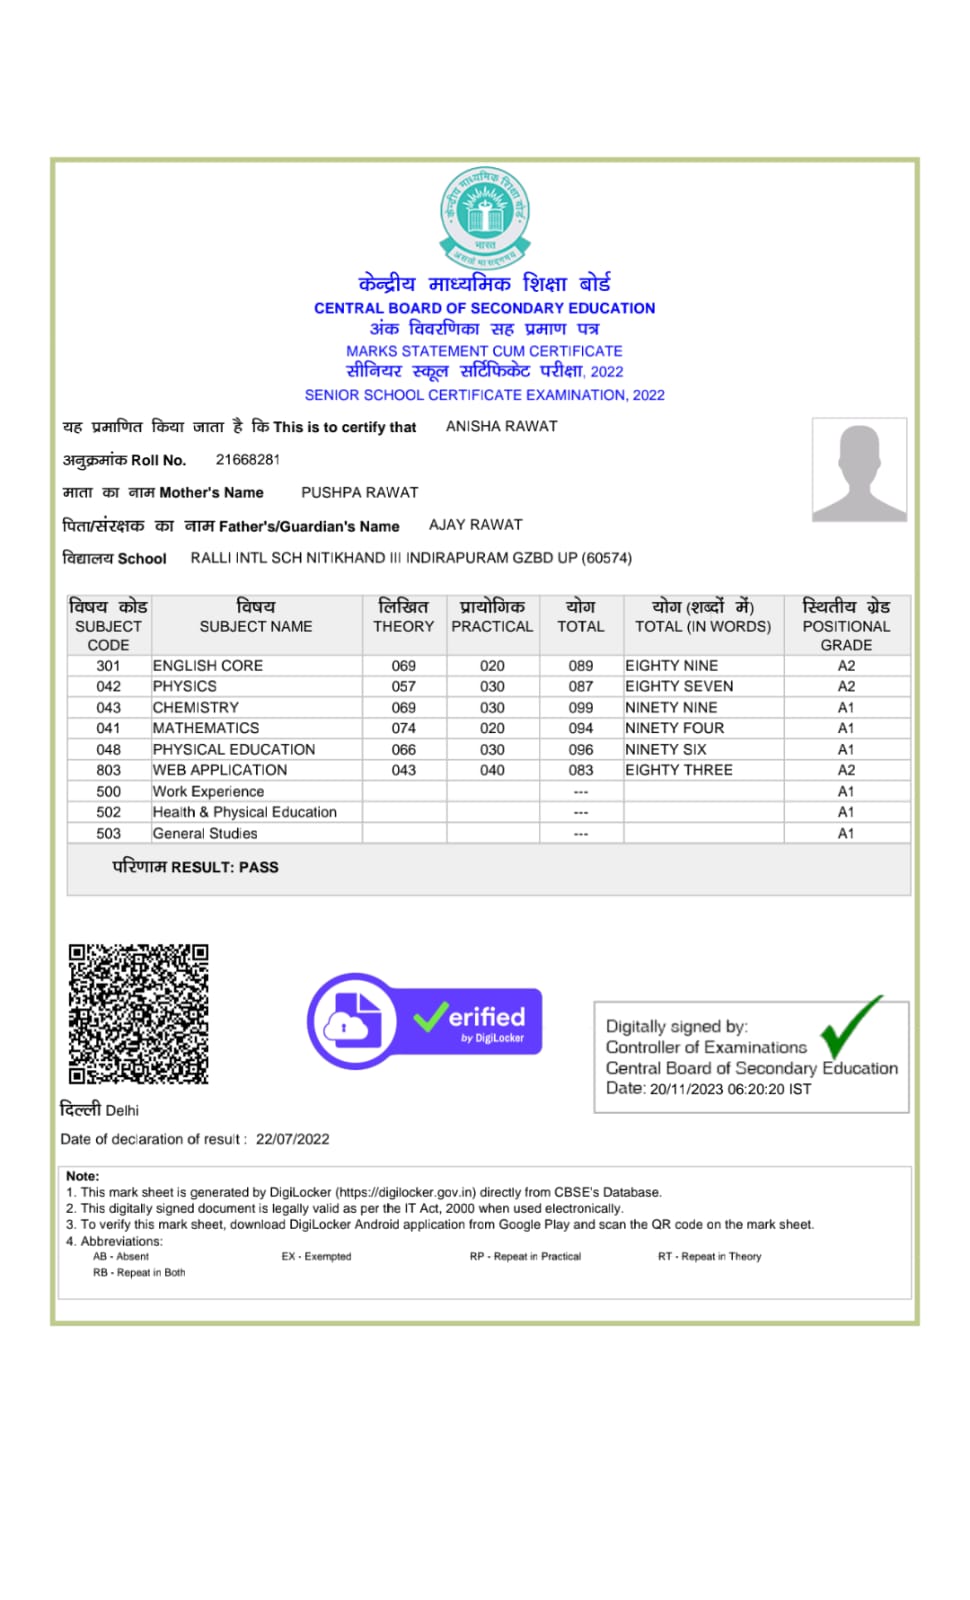 केन्द्रीय माध्यमिक शिक्षा बोर्ड
भारत
असतो मा सद्गमय
केन्द्रीय माध्यमिक शिक्षा बोर्ड
CENTRAL BOARD OF SECONDARY EDUCATION
अंक विवरणिका सह प्रमाण पत्र
MARKS STATEMENT CUM CERTIFICATE
सीनियर स्कूल सर्टिफिकेट परीक्षा, 2022
SENIOR SCHOOL CERTIFICATE EXAMINATION, 2022
यह प्रमाणित किया जाता है कि This is to certify that ANISHA RAWAT
अनुक्रमांक Roll No. 21668281
माता का नाम Mother's Name PUSHPA RAWAT
पिता/संरक्षक का नाम Father's/Guardian's Name AJAY RAWAT
विद्यालय School RALLI INTL SCH NITIKHAND III INDIRAPURAM GZBD UP (60574)
विषय कोड विषय लिखित प्रायोगिक योग योग (शब्दों में) स्थितीय ग्रेड
SUBJECT SUBJECT NAME THEORY PRACTICAL TOTAL TOTAL (IN WORDS) POSITIONAL
CODE GRADE
301 ENGLISH CORE 069 020 089 EIGHTY NINE A2
042 PHYSICS 057 030 087 EIGHTY SEVEN A2
043 CHEMISTRY 069 030 099 NINETY NINE A1
041 MATHEMATICS 074 020 094 NINETY FOUR A1
048 PHYSICAL EDUCATION 066 030 096 NINETY SIX A1
803 WEB APPLICATION 043 040 083 EIGHTY THREE A2
500 Work Experience --- A1
502 Health & Physical Education --- A1
503 General Studies --- A1
परिणाम RESULT: PASS
Verified
by DigiLocker
Digitally signed by:
Controller of Examinations
Central Board of Secondary Education
Date: 20/11/2023 06:20:20 IST
दिल्ली Delhi
Date of declaration of result : 22/07/2022
Note:
1. This mark sheet is generated by DigiLocker (https://digilocker.gov.in) directly from CBSE's Database.
2. This digitally signed document is legally valid as per the IT Act, 2000 when used electronically.
3. To verify this mark sheet, download DigiLocker Android application from Google Play and scan the QR code on the mark sheet.
4. Abbreviations:
AB - Absent EX - Exempted RP - Repeat in Practical RT - Repeat in Theory
RB - Repeat in Both